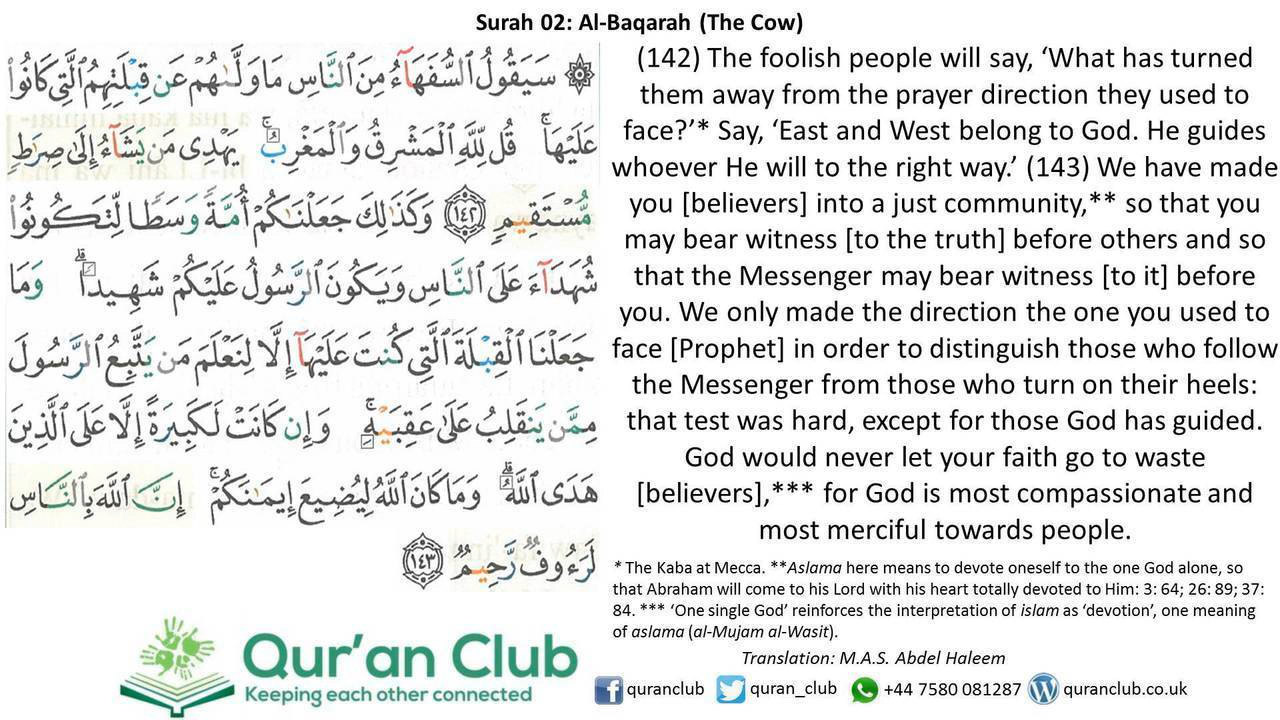 Surah 02: Al-Baqarah (The Cow)
۞ سَيَقُولُ ٱلسُّفَهَآءُ مِنَ ٱلنَّاسِ مَا وَلَّىٰهُمْ عَن قِبْلَتِهِمُ ٱلَّتِى كَانُوا۟
عَلَيْهَا ۚ قُل لِّلَّهِ ٱلْمَشْرِقُ وَٱلْمَغْرِبُ ۚ يَهْدِى مَن يَشَآءُ إِلَىٰ صِرَٰطٍ
مُّسْتَقِيمٍ ١٤٢ وَكَذَٰلِكَ جَعَلْنَٰكُمْ أُمَّةً وَسَطًا لِّتَكُونُوا۟
شُهَدَآءَ عَلَى ٱلنَّاسِ وَيَكُونَ ٱلرَّسُولُ عَلَيْكُمْ شَهِيدًا ۗ وَمَا
جَعَلْنَا ٱلْقِبْلَةَ ٱلَّتِى كُنتَ عَلَيْهَآ إِلَّا لِنَعْلَمَ مَن يَتَّبِعُ ٱلرَّسُولَ
مِمَّن يَنقَلِبُ عَلَىٰ عَقِبَيْهِ ۚ وَإِن كَانَتْ لَكَبِيرَةً إِلَّا عَلَى ٱلَّذِينَ
هَدَى ٱللَّهُ ۗ وَمَا كَانَ ٱللَّهُ لِيُضِيعَ إِيمَٰنَكُمْ ۚ إِنَّ ٱللَّهَ بِٱلنَّاسِ
لَرَءُوفٌ رَّحِيمٌ ١٤٣
(142) The foolish people will say, ‘What has turned
them away from the prayer direction they used to
face?’* Say, ‘East and West belong to God. He guides
whoever He will to the right way.’ (143) We have made
you [believers] into a just community,** so that you
may bear witness [to the truth] before others and so
that the Messenger may bear witness [to it] before
you. We only made the direction the one you used to
face [Prophet] in order to distinguish those who follow
the Messenger from those who turn on their heels:
that test was hard, except for those God has guided.
God would never let your faith go to waste
[believers],*** for God is most compassionate and
most merciful towards people.
* The Kaba at Mecca. **Aslama here means to devote oneself to the one God alone, so
that Abraham will come to his Lord with his heart totally devoted to Him: 3: 64; 26: 89; 37:
84. *** ‘One single God’ reinforces the interpretation of islam as ‘devotion’, one meaning
of aslama (al-Mujam al-Wasit).
Translation: M.A.S. Abdel Haleem
Qur’an Club
Keeping each other connected
quranclub quran_club +44 7580 081287 quranclub.co.uk